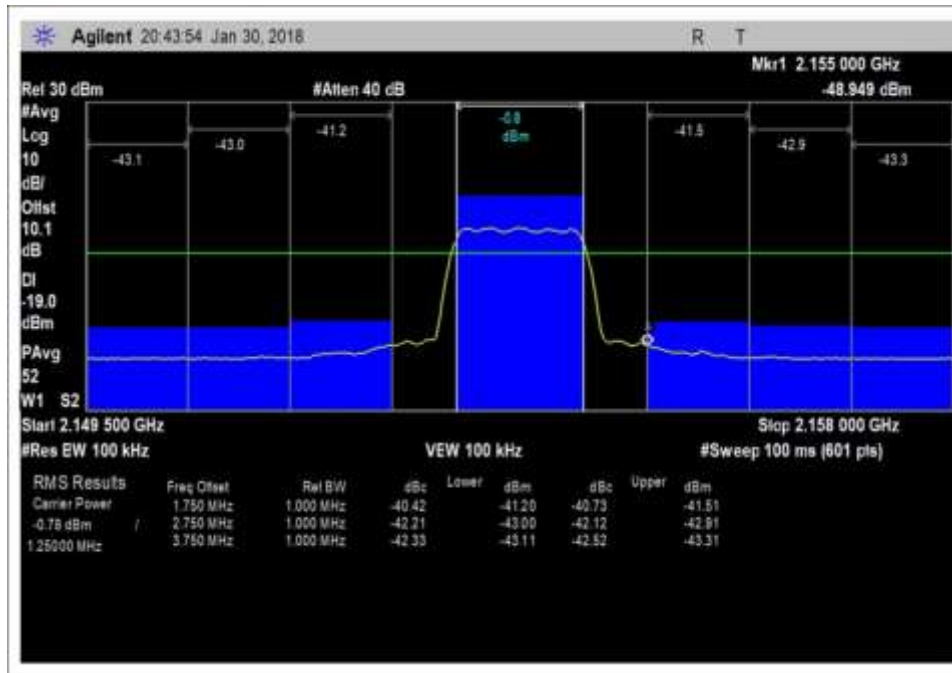 Agilent 20:43:54 Jan 30, 2018 R T
Mkr1 2.155 000 GHz
Ref 30 dBm #Atten 40 dB -48.949 dBm
#Avg
Log
10
dB/
Offst
10.1
dB
DI
-19.0
dBm
PAvg
52
W1 S2
-43.1 -43.0 -41.2 -0.8 dBm -41.5 -42.9 -43.3
Start 2.149 500 GHz Stop 2.158 000 GHz
#Res BW 100 kHz VBW 100 kHz #Sweep 100 ms (601 pts)
RMS Results Freq Offset Ref BW dBc Lower dBm dBc Upper dBm
Carrier Power 1.750 MHz 1.000 MHz -40.42 -41.20 -40.73 -41.51
-0.78 dBm / 2.750 MHz 1.000 MHz -42.21 -43.00 -42.12 -42.91
1.25000 MHz 3.750 MHz 1.000 MHz -42.33 -43.11 -42.52 -43.31